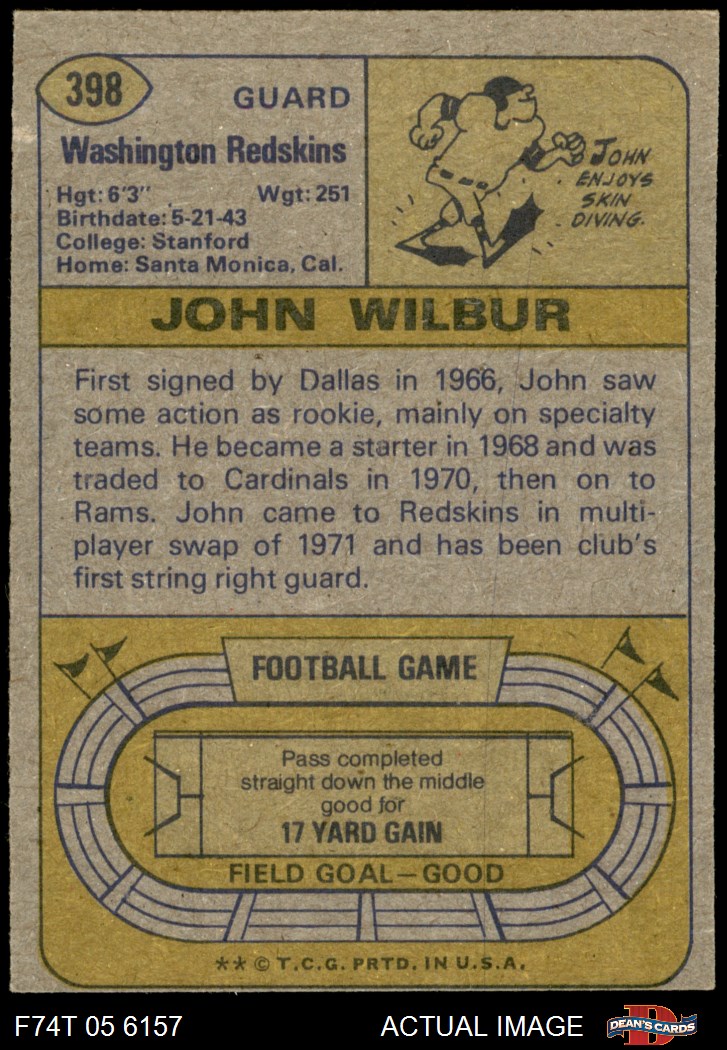 398
GUARD
Washington Redskins
Hgt: 6'3" Wgt: 251
Birthdate: 5-21-43
College: Stanford
Home: Santa Monica, Cal.
JOHN
ENJOYS
SKIN
DIVING.
JOHN WILBUR
First signed by Dallas in 1966, John saw
some action as rookie, mainly on specialty
teams. He became a starter in 1968 and was
traded to Cardinals in 1970, then on to
Rams. John came to Redskins in multi-
player swap of 1971 and has been club's
first string right guard.
FOOTBALL GAME
Pass completed
straight down the middle
good for
17 YARD GAIN
FIELD GOAL—GOOD
** © T.C.G. PRTD. IN U.S.A.
F74T 05 6157 ACTUAL IMAGE
DEAN'S CARDS